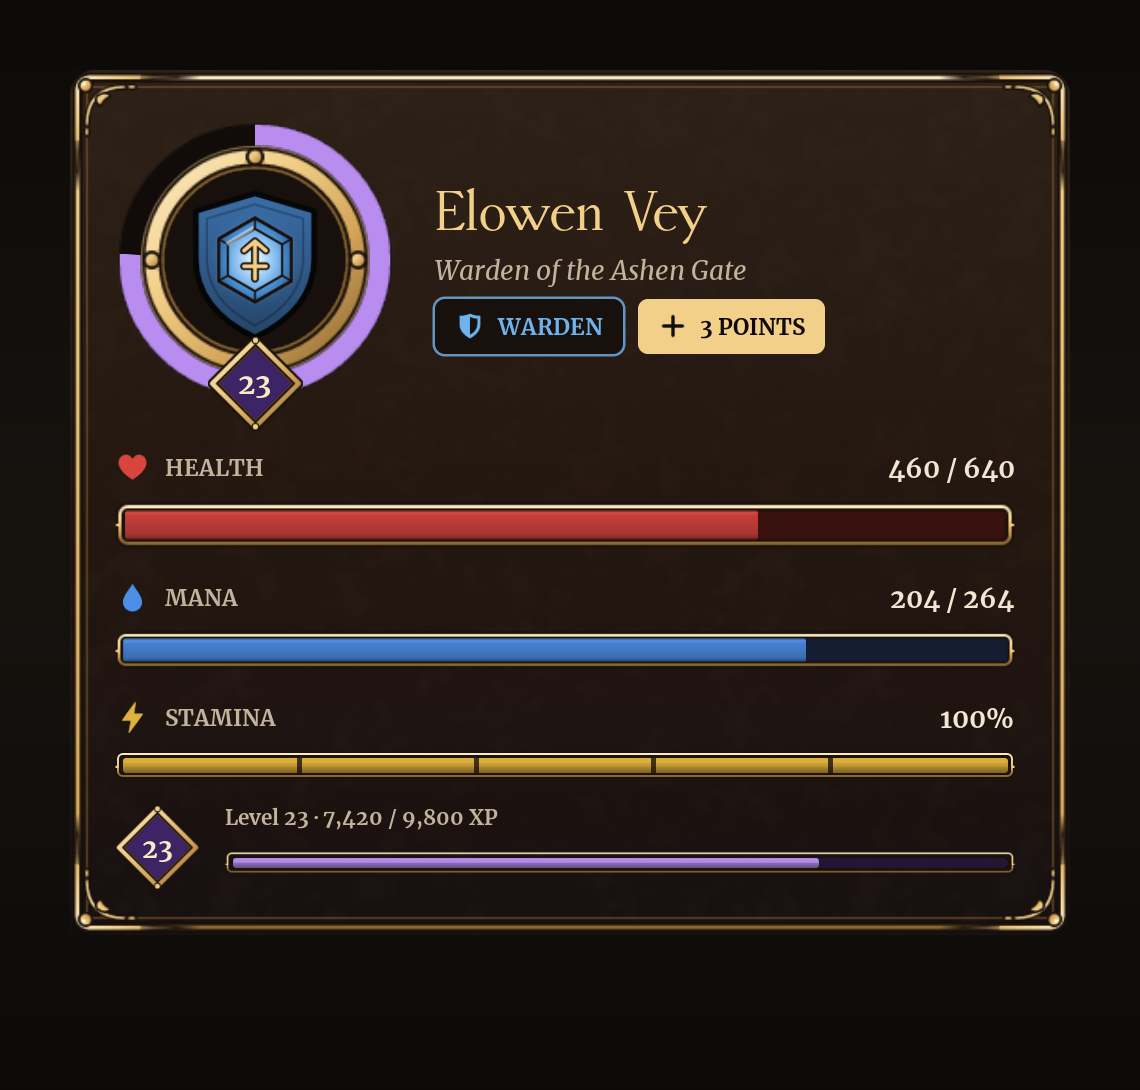 Elowen Vey
Warden of the Ashen Gate
WARDEN
3 POINTS
23
HEALTH
460 / 640
MANA
204 / 264
STAMINA
100%
Level 23 · 7,420 / 9,800 XP
23